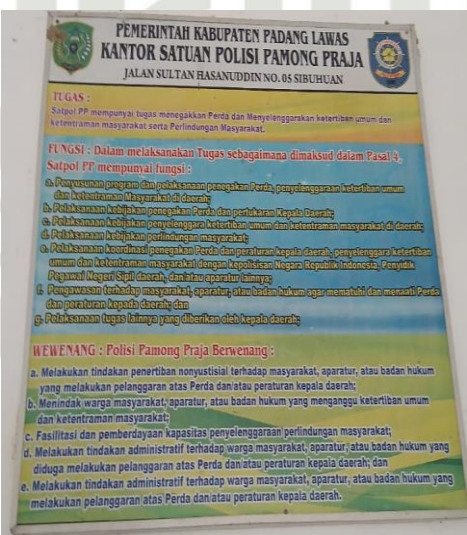 PEMERINTAH KABUPATEN PADANG LAWAS
KANTOR SATUAN POLISI PAMONG PRAJA
JALAN SULTAN HASANUDDIN NO. 05 SIBUHUAN
TUGAS :
Satpol PP mempunyai tugas menegakkan Perda dan Menyelenggarakan ketertiban umum dan
ketentraman masyarakat serta Perlindungan Masyarakat.
FUNGSI : Dalam melaksanakan Tugas sebagaimana dimaksud dalam Pasal 4,
Satpol PP mempunyai fungsi :
a. Penyusunan program dan pelaksanaan penegakan Perda, penyelenggaraan ketertiban umum
dan ketentraman Masyarakat di daerah;
b. Pelaksanaan kebijakan penegakan Perda dan pertukaran Kepala Daerah;
c. Pelaksanaan kebijakan penyelenggara ketertiban umum dan ketentraman masyarakat di daerah;
d. Pelaksanaan kebijakan perlindungan masyarakat;
e. Pelaksanaan koordinasi penegakan Perda dan peraturan kepala daerah, penyelenggara ketertiban
umum dan ketentraman masyarakat dengan kepolisisan Negara Republik Indonesia, Penyidik
Pegawai Negeri Sipil daerah, dan atau aparatur lainnya;
f. Pengawasan terhadap masyarakat, aparatur, atau badan hukum agar mematuhi dan menaati Perda
dan peraturan kepada daerah; dan
g. Pelaksanaan tugas lainnya yang diberikan oleh kepala daerah;
WEWENANG : Polisi Pamong Praja Berwenang :
a. Melakukan tindakan penertiban nonyustisial terhadap masyarakat, aparatur, atau badan hukum
yang melakukan pelanggaran atas Perda dan/atau peraturan kepala daerah;
b. Menindak warga masyarakat, aparatur, atau badan hukum yang menganggu ketertiban umum
dan ketentraman masyarakat;
c. Fasilitasi dan pemberdayaan kapasitas penyelenggaraan perlindungan masyarakat;
d. Melakukan tindakan administratif terhadap warga masyarakat, aparatur, atau badan hukum yang
diduga melakukan pelanggaran atas Perda dan/atau peraturan kepala daerah; dan
e. Melakukan tindakan administratif terhadap warga masyarakat, aparatur, atau badan hukum yang
melakukan pelanggaran atas Perda dan/atau peraturan kepala daerah.